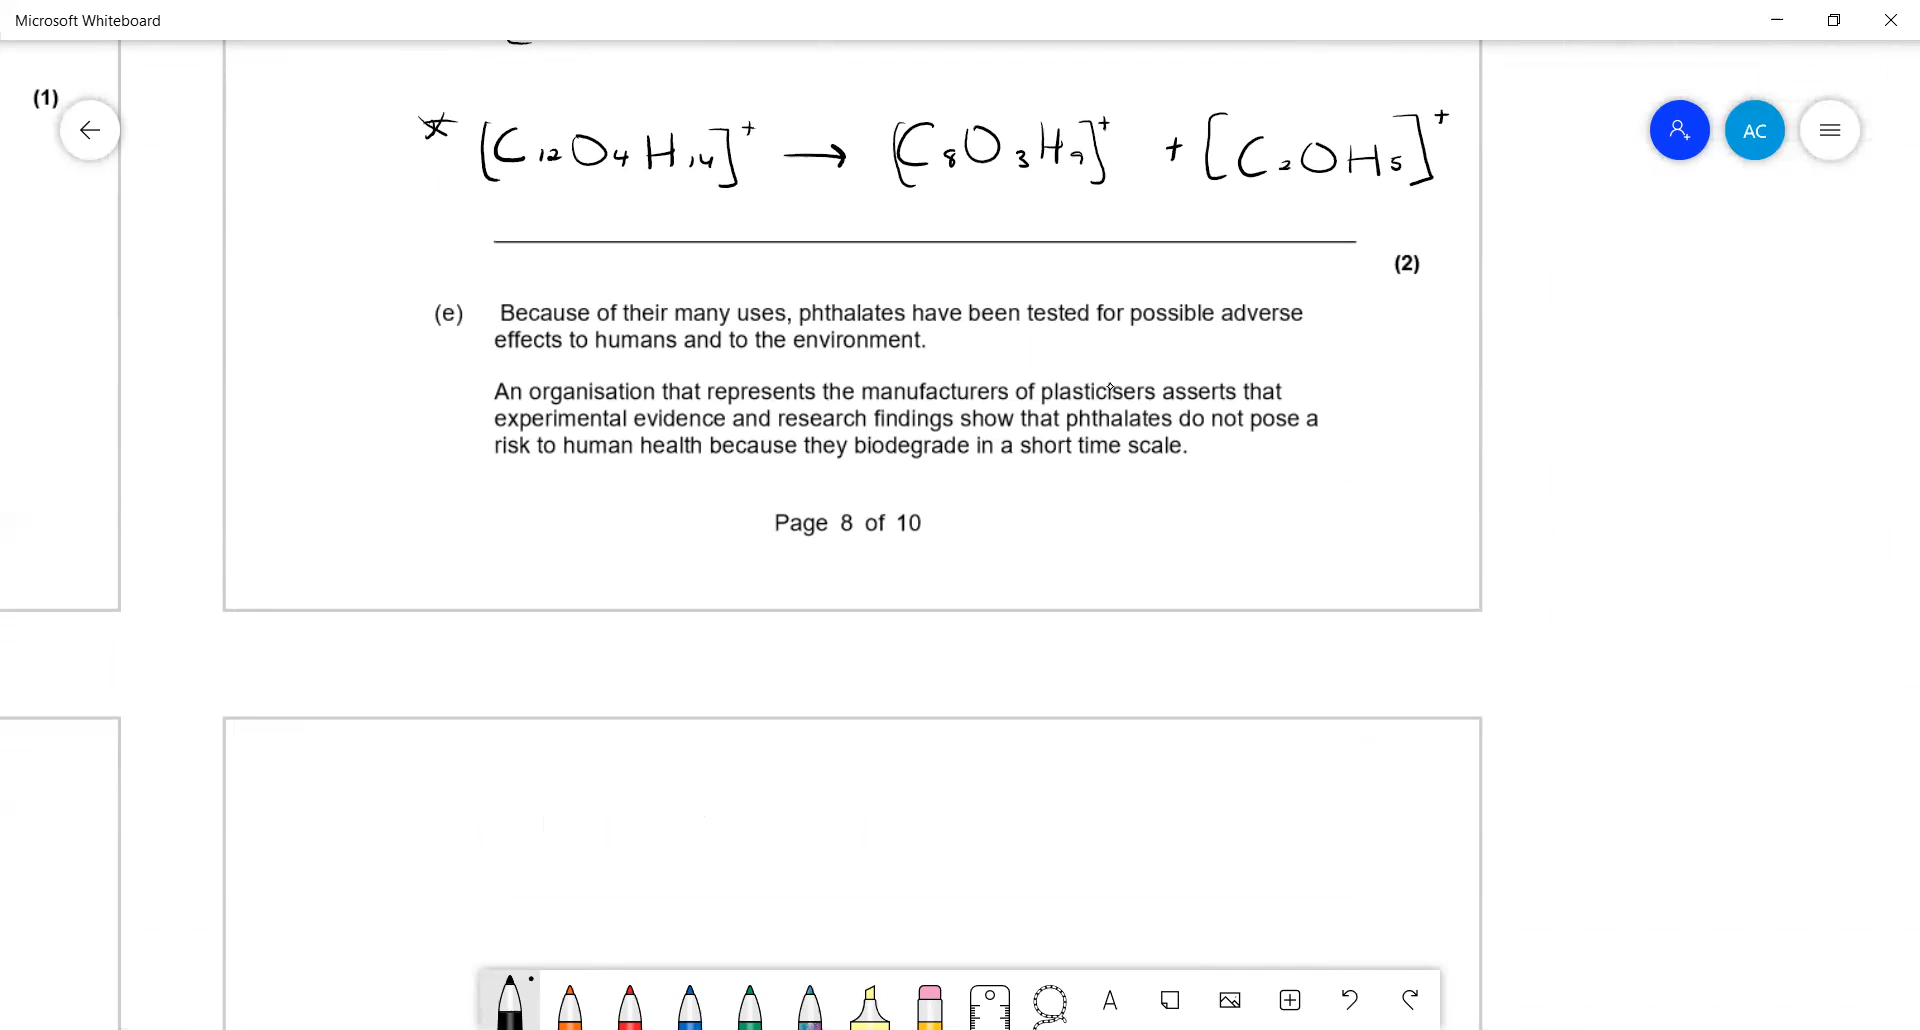 Microsoft Whiteboard
(1)
* [C₁₂O₄H₁₄]⁺ → [C₈O₃H₉]⁺ + [C₂OH₅]⁺
AC
(2)
(e) Because of their many uses, phthalates have been tested for possible adverse
effects to humans and to the environment.
An organisation that represents the manufacturers of plasticisers asserts that
experimental evidence and research findings show that phthalates do not pose a
risk to human health because they biodegrade in a short time scale.
Page 8 of 10
A